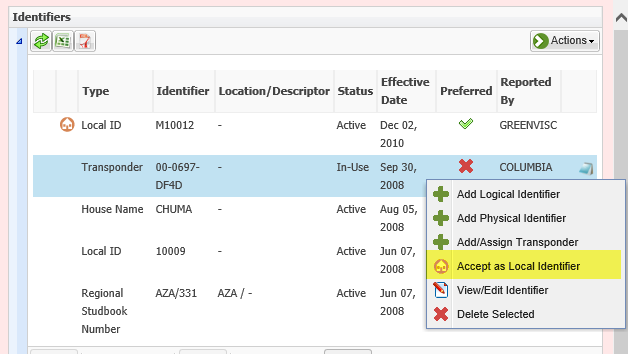 Identifiers
Actions
Type Identifier Location/Descriptor Status Effective Date Preferred Reported By
Local ID M10012 - Active Dec 02, 2010 GREENVISC
Transponder 00-0697-DF4D - In-Use Sep 30, 2008 COLUMBIA
House Name CHUMA - Active Aug 05, 2008
Local ID 10009 - Active Jun 07, 2008
Regional Studbook Number AZA/331 AZA / - Active Jun 07, 2008
Add Logical Identifier
Add Physical Identifier
Add/Assign Transponder
Accept as Local Identifier
View/Edit Identifier
Delete Selected